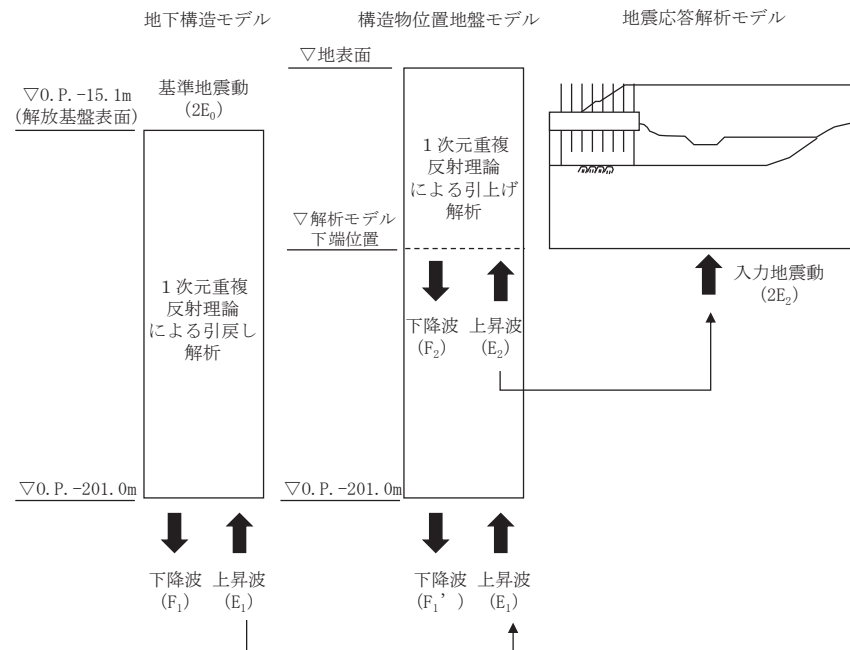 地下構造モデル
▽O.P.-15.1m
(解放基盤表面)
基準地震動
(2E₀)
1次元重複
反射理論
による引戻し
解析
▽O.P.-201.0m
下降波
(F₁)
上昇波
(E₁)
構造物位置地盤モデル
▽地表面
1次元重複
反射理論
による引上げ
解析
▽解析モデル
下端位置
下降波
(F₂)
上昇波
(E₂)
▽O.P.-201.0m
下降波
(F₁’)
上昇波
(E₁)
地震応答解析モデル
入力地震動
(2E₂)